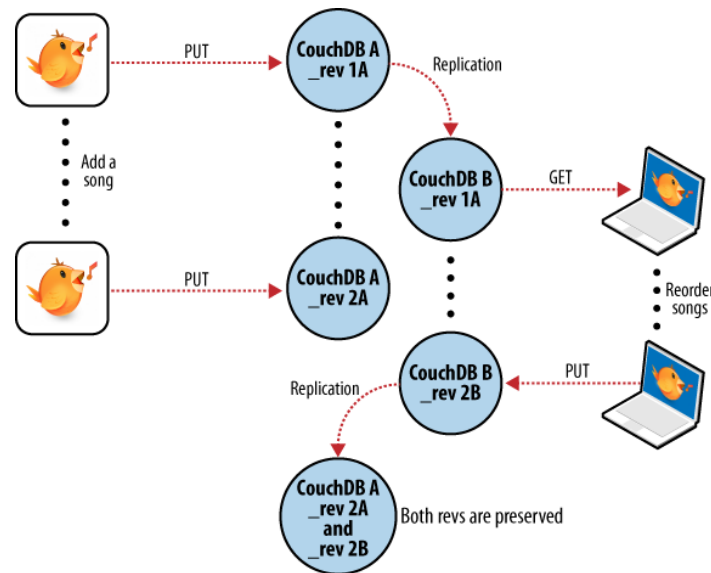 PUT
CouchDB A
_rev 1A
Replication
Add a
song
CouchDB B
_rev 1A
GET
PUT
CouchDB A
_rev 2A
Reorder
songs
Replication
CouchDB B
_rev 2B
PUT
CouchDB A
_rev 2A
and
_rev 2B
Both revs are preserved